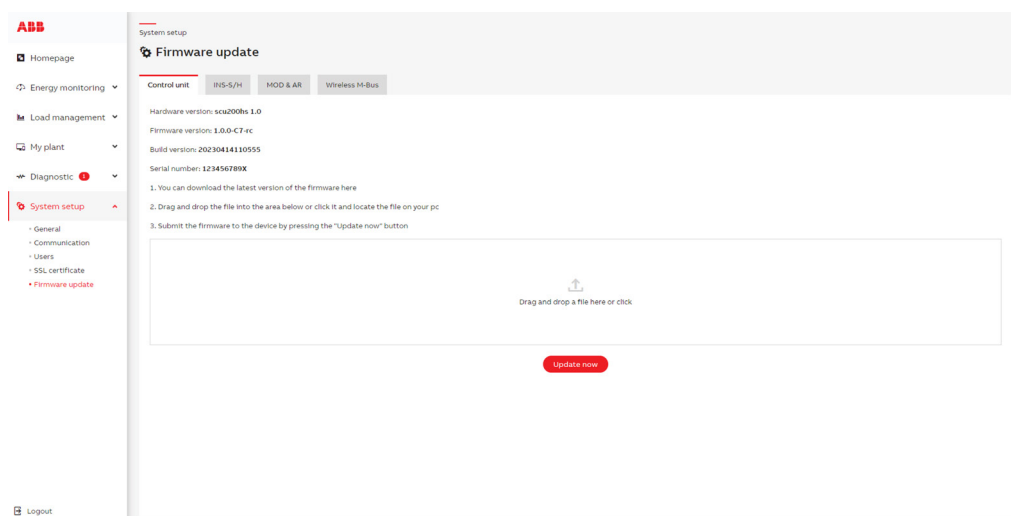 ABB
Homepage
Energy monitoring
Load management
My plant
Diagnostic 1
System setup
General
Communication
Users
SSL certificate
Firmware update
Logout
System setup
Firmware update
Control unit INS-S/H MOD & AR Wireless M-Bus
Hardware version: scu200hs 1.0
Firmware version: 1.0.0-C7-rc
Build version: 20230414110555
Serial number: 123456789X
1. You can download the latest version of the firmware here
2. Drag and drop the file into the area below or click it and locate the file on your pc
3. Submit the firmware to the device by pressing the "Update now" button
Drag and drop a file here or click
Update now